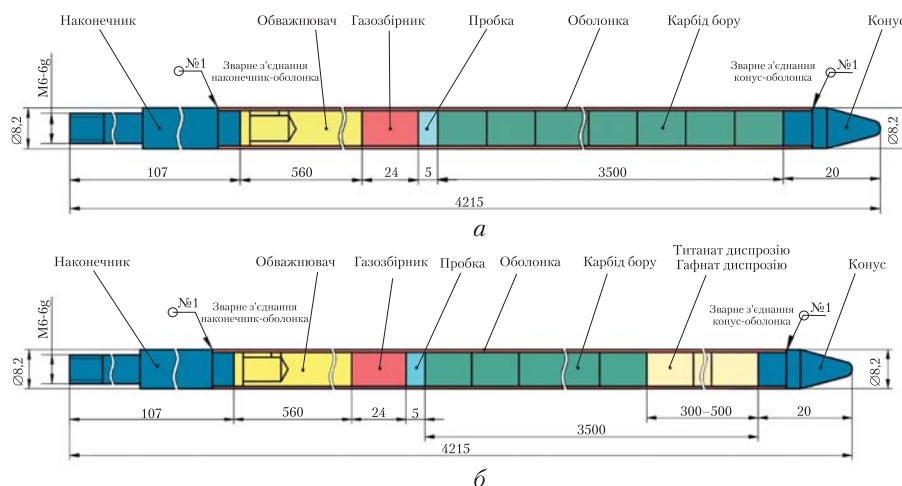 Наконечник
Обважнювач
Газозбірник
Пробка
Оболонка
Карбід бору
Конус
№1
Зварне з'єднання
наконечник-оболонка
Зварне з'єднання
конус-оболонка
№1
М6-6g
Ø8,2
Ø8,2
107
560
24
5
3500
20
4215
а
Наконечник
Обважнювач
Газозбірник
Пробка
Оболонка
Карбід бору
Титанат диспрозію
Гафнат диспрозію
Конус
№1
Зварне з'єднання
наконечник-оболонка
Зварне з'єднання
конус-оболонка
№1
М6-6g
Ø8,2
Ø8,2
107
560
24
5
300–500
20
3500
4215
б